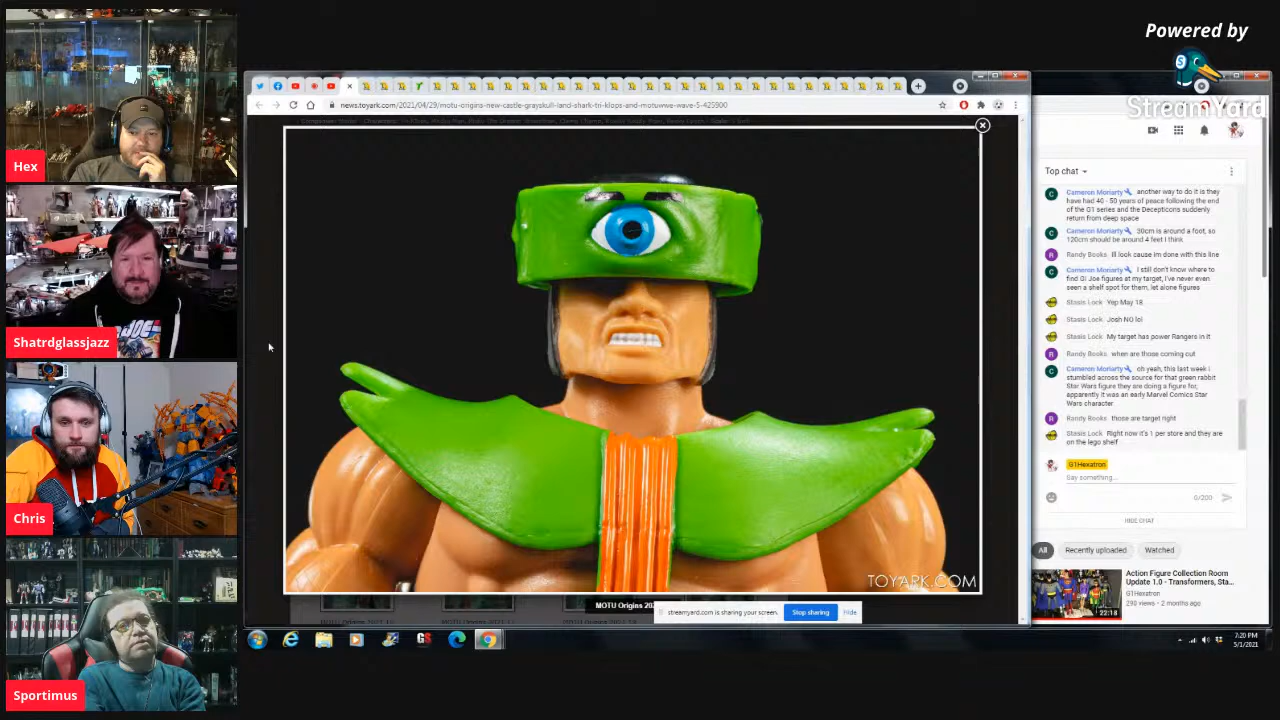 Powered by
StreamYard
Hex
Shatrdglassjazz
GI JOE
Chris
Sportimus
news.toyark.com/2021/04/29/motu-origins-new-castle-grayskull-land-shark-tri-klops-and-motuwwe-wave-5-425900
TOYARK.COM
MOTU Origins 202
streamyard.com is sharing your screen.
Stop sharing
Hide
Top chat
Cameron Moriarty another way to do it is they
have had 40 - 50 years of peace following the end
of the G1 series and the Decepticons suddenly
return from deep space
Cameron Moriarty 30cm is around a foot, so
120cm should be around 4 feet I think
Randy Books Ill look cause im done with this line
Cameron Moriarty I still don't know where to
find Gi Joe figures at my target, I've never even
seen a shelf spot for them, let alone figures
Stasis Lock Yep May 18
Stasis Lock Josh NO lol
Stasis Lock My target has power Rangers in it
Randy Books when are those coming out
Cameron Moriarty oh yeah, this last week i
stumbled across the source for that green rabbit
Star Wars figure they are doing a figure for,
apparently it was an early Marvel Comics Star
Wars character
Randy Books those are target right
Stasis Lock Right now it's 1 per store and they are
on the lego shelf
G1Hexatron
Say something...
0/200
HIDE CHAT
All
Recently uploaded
Watched
Action Figure Collection Room
Update 1.0 - Transformers, Sta...
G1Hexatron
290 views • 2 months ago
22:18
7:20 PM
5/1/2021